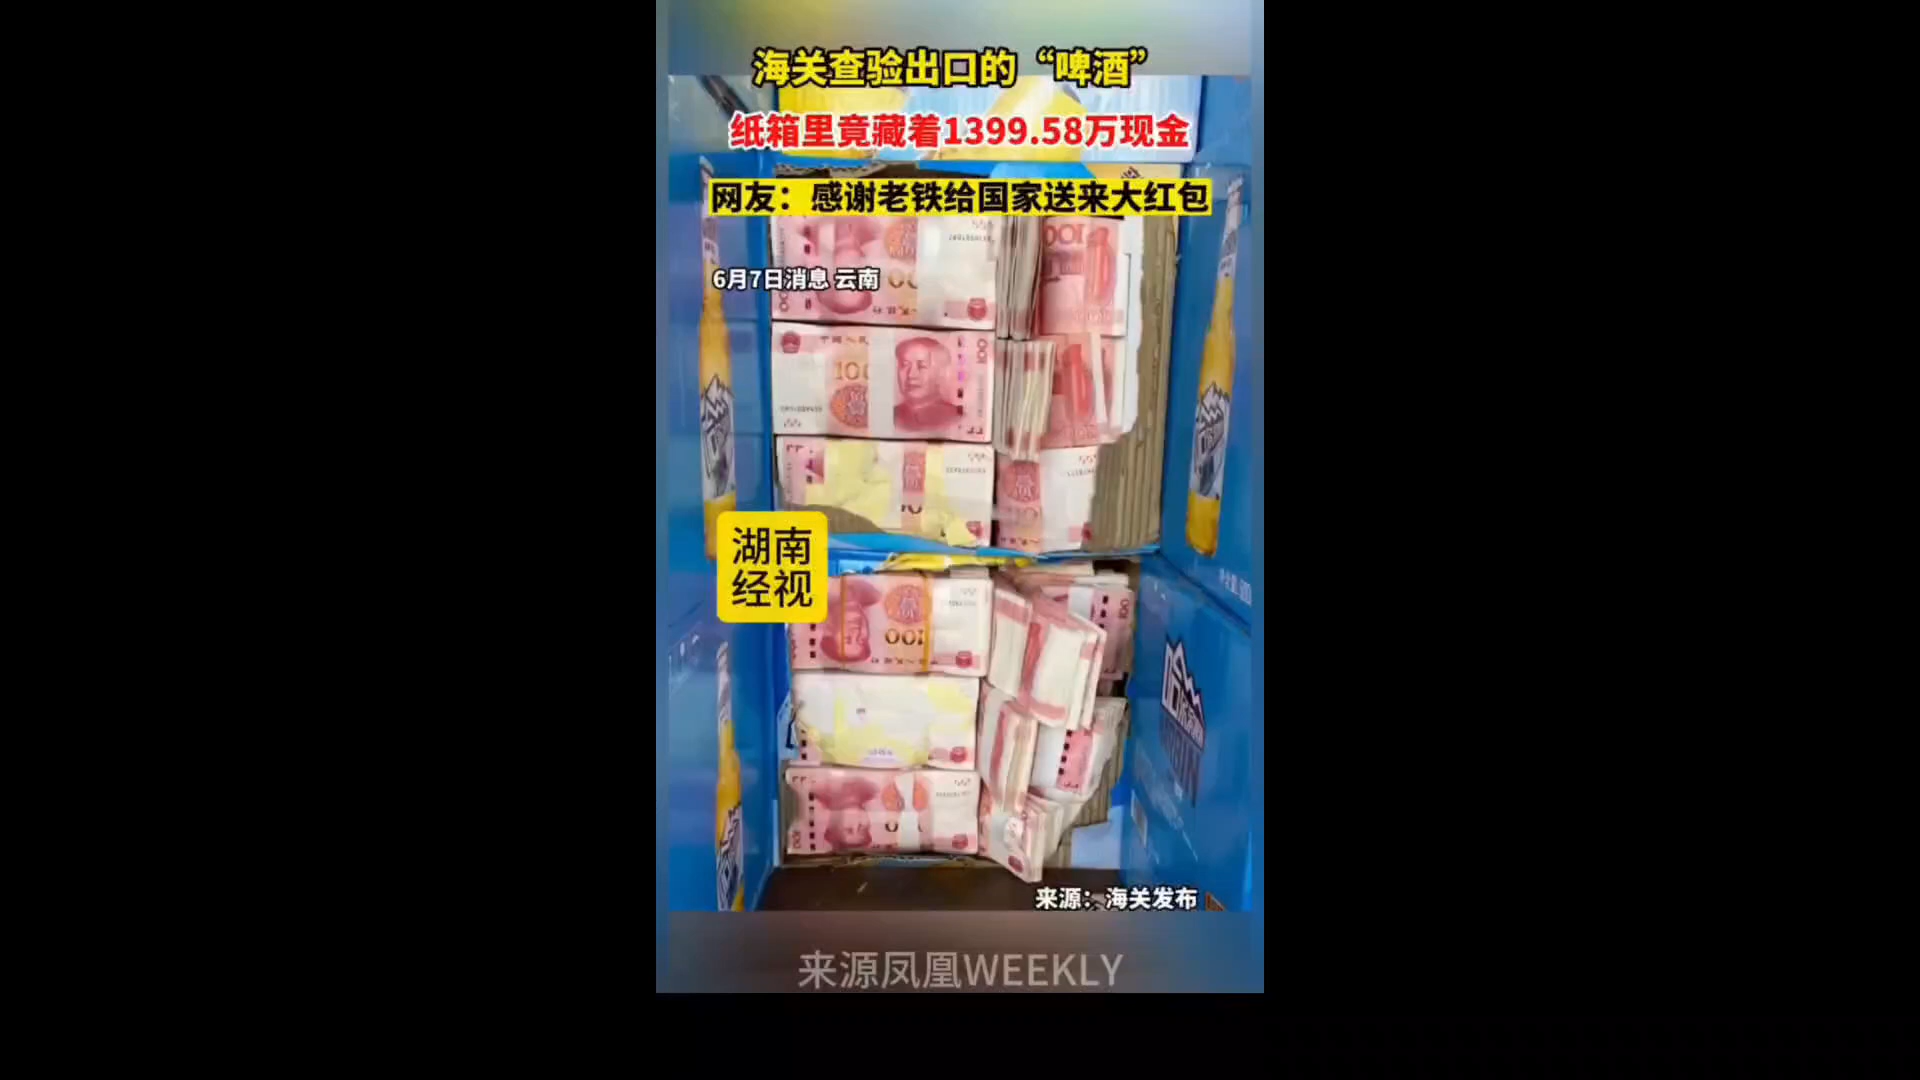 海关查验出口的“啤酒”
纸箱里竟藏着1399.58万现金
网友：感谢老铁给国家送来大红包
6月7日消息 云南
湖南
经视
100
100
100
来源：海关发布
来源凤凰WEEKLY